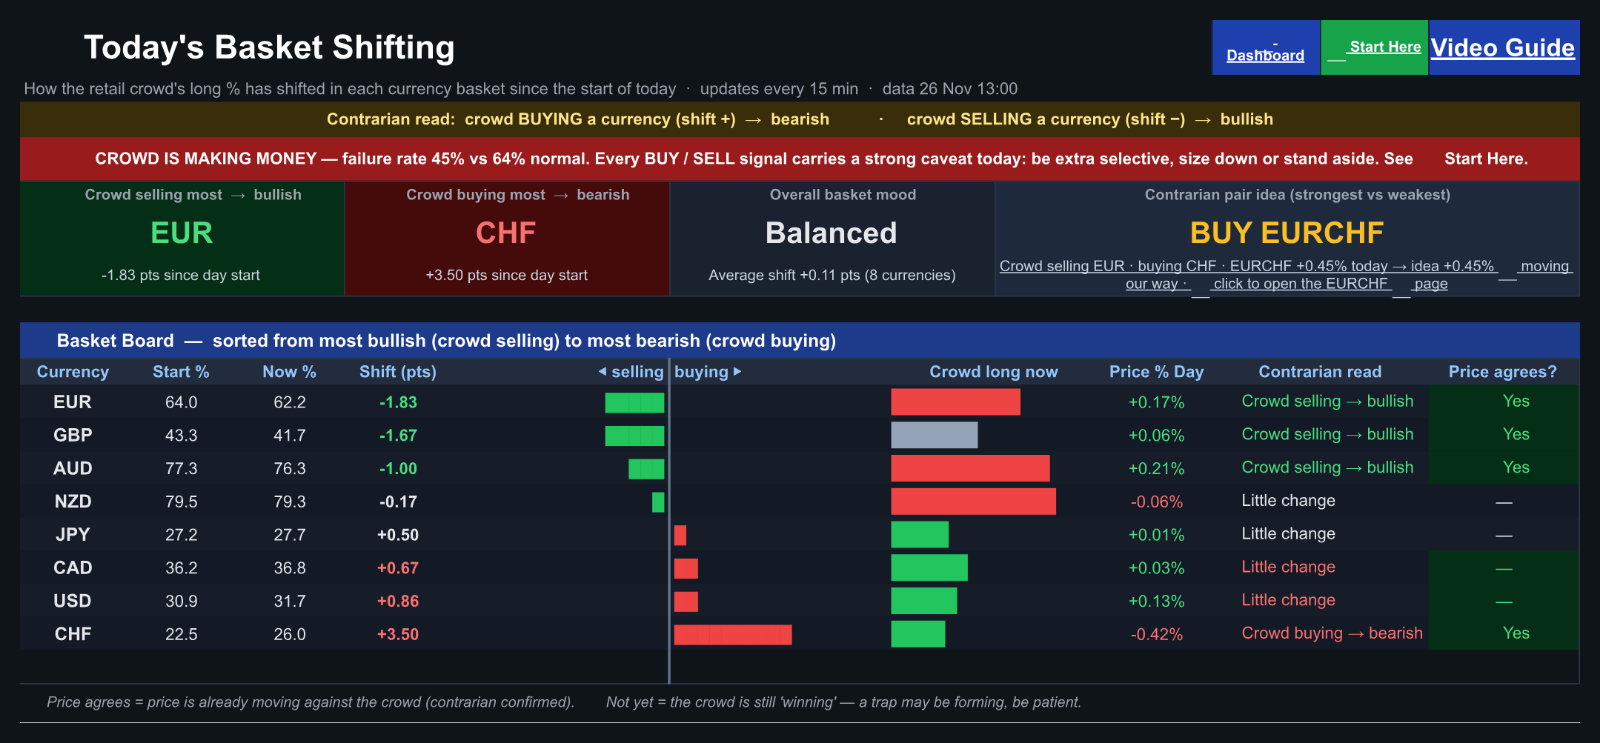 Today's Basket Shifting
Dashboard
Start Here
Video Guide
How the retail crowd's long % has shifted in each currency basket since the start of today · updates every 15 min · data 26 Nov 13:00
Contrarian read: crowd BUYING a currency (shift +) → bearish · crowd SELLING a currency (shift −) → bullish
CROWD IS MAKING MONEY — failure rate 45% vs 64% normal. Every BUY / SELL signal carries a strong caveat today: be extra selective, size down or stand aside. See Start Here.
Crowd selling most → bullish
EUR
-1.83 pts since day start
Crowd buying most → bearish
CHF
+3.50 pts since day start
Overall basket mood
Balanced
Average shift +0.11 pts (8 currencies)
Contrarian pair idea (strongest vs weakest)
BUY EURCHF
Crowd selling EUR · buying CHF · EURCHF +0.45% today → idea +0.45% moving
our way · click to open the EURCHF page
Basket Board — sorted from most bullish (crowd selling) to most bearish (crowd buying)
Currency Start % Now % Shift (pts) ◄ selling buying ► Crowd long now Price % Day Contrarian read Price agrees?
EUR 64.0 62.2 -1.83 +0.17% Crowd selling → bullish Yes
GBP 43.3 41.7 -1.67 +0.06% Crowd selling → bullish Yes
AUD 77.3 76.3 -1.00 +0.21% Crowd selling → bullish Yes
NZD 79.5 79.3 -0.17 -0.06% Little change —
JPY 27.2 27.7 +0.50 +0.01% Little change —
CAD 36.2 36.8 +0.67 +0.03% Little change —
USD 30.9 31.7 +0.86 +0.13% Little change —
CHF 22.5 26.0 +3.50 -0.42% Crowd buying → bearish Yes
Price agrees = price is already moving against the crowd (contrarian confirmed). Not yet = the crowd is still 'winning' — a trap may be forming, be patient.